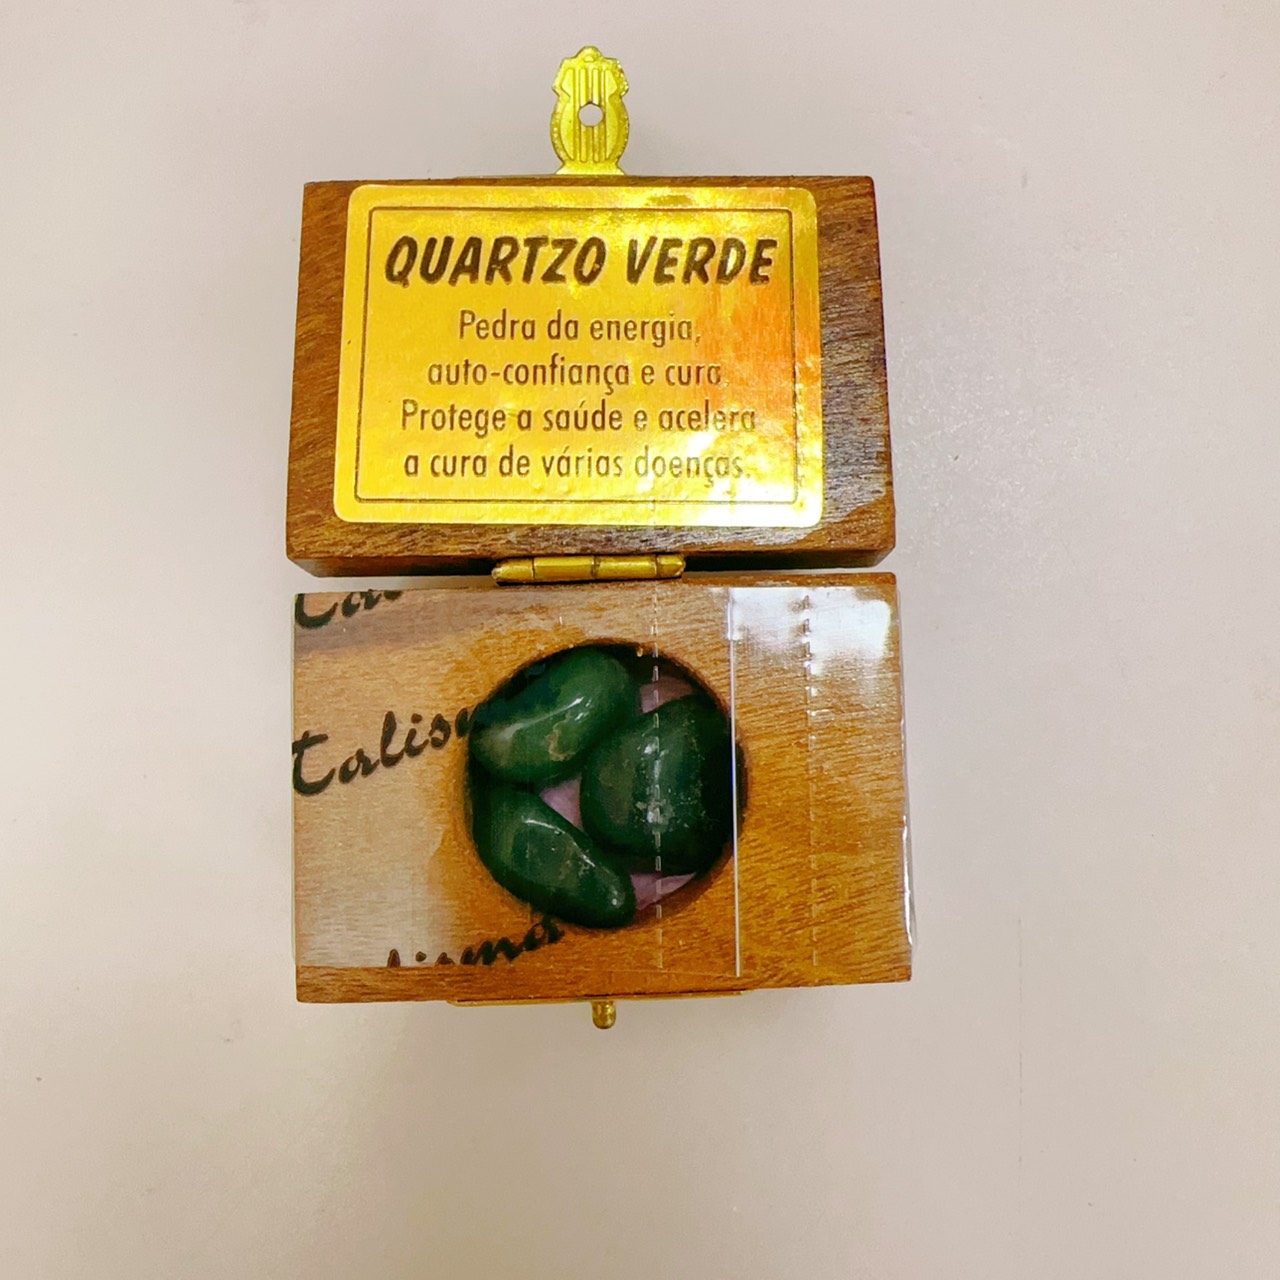 QUARTZO VERDE
Pedra da energia,
auto-confiança e cura.
Protege a saúde e acelera
a cura de várias doenças.